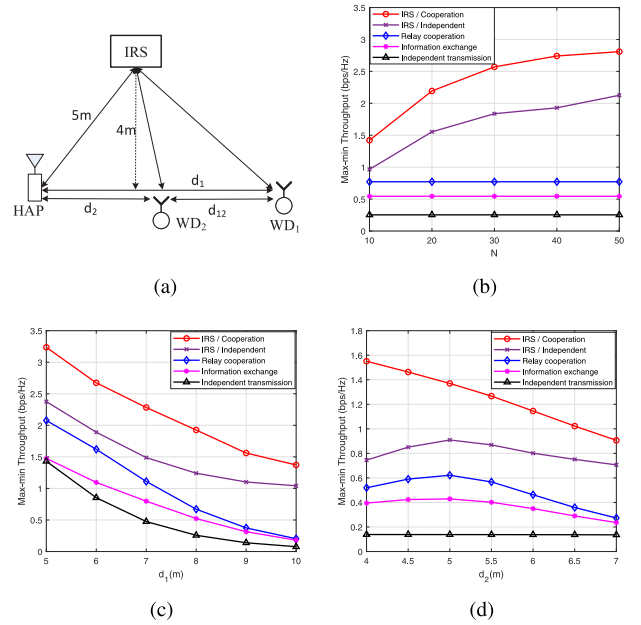 IRS
5m
4m
d₁
HAP
d₂
WD₂
d₁₂
WD₁
(a)
IRS / Cooperation
IRS / Independent
Relay cooperation
Information exchange
Independent transmission
Max-min Throughput (bps/Hz)
3.5
3
2.5
2
1.5
1
0.5
0
10 20 30 40 50
N
(b)
IRS / Cooperation
IRS / Independent
Relay cooperation
Information exchange
Independent transmission
Max-min Throughput (bps/Hz)
3.5
3
2.5
2
1.5
1
0.5
0
5 6 7 8 9 10
d₁(m)
(c)
IRS / Cooperation
IRS / Independent
Relay cooperation
Information exchange
Independent transmission
Max-min Throughput (bps/Hz)
1.8
1.6
1.4
1.2
1
0.8
0.6
0.4
0.2
0
4 4.5 5 5.5 6 6.5 7
d₂(m)
(d)